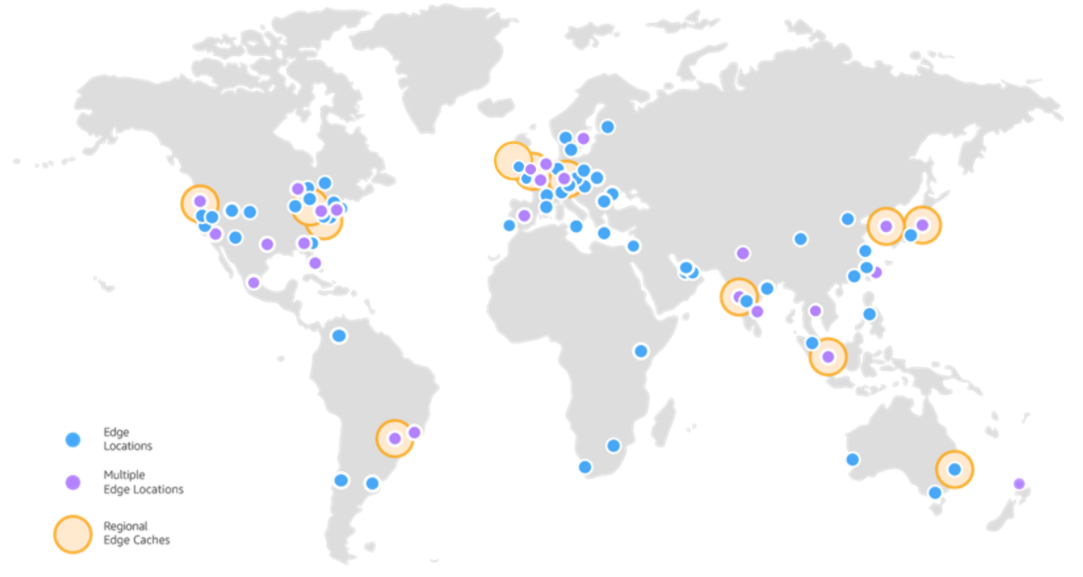 Edge
Locations
Multiple
Edge Locations
Regional
Edge Caches